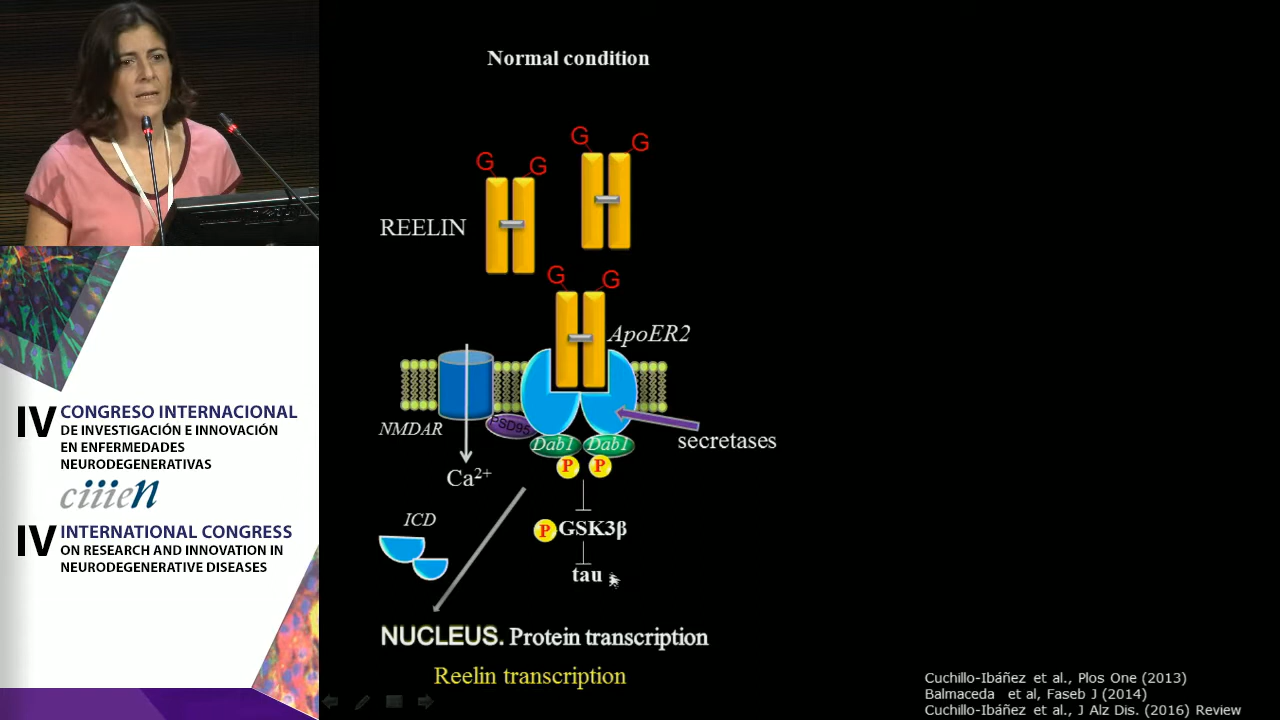 Normal condition
G
G
G
G
REELIN
G
G
ApoER2
NMDAR
PSD95
Dab1
Dab1
secretases
P
P
Ca²⁺
ICD
P
GSK3β
tau
NUCLEUS. Protein transcription
Reelin transcription
Cuchillo-Ibáñez et al., Plos One (2013)
Balmaceda et al, Faseb J (2014)
Cuchillo-Ibáñez et al., J Alz Dis. (2016) Review
IV CONGRESO INTERNACIONAL
DE INVESTIGACIÓN E INNOVACIÓN
EN ENFERMEDADES
NEURODEGENERATIVAS
ciiien
IV INTERNATIONAL CONGRESS
ON RESEARCH AND INNOVATION IN
NEURODEGENERATIVE DISEASES